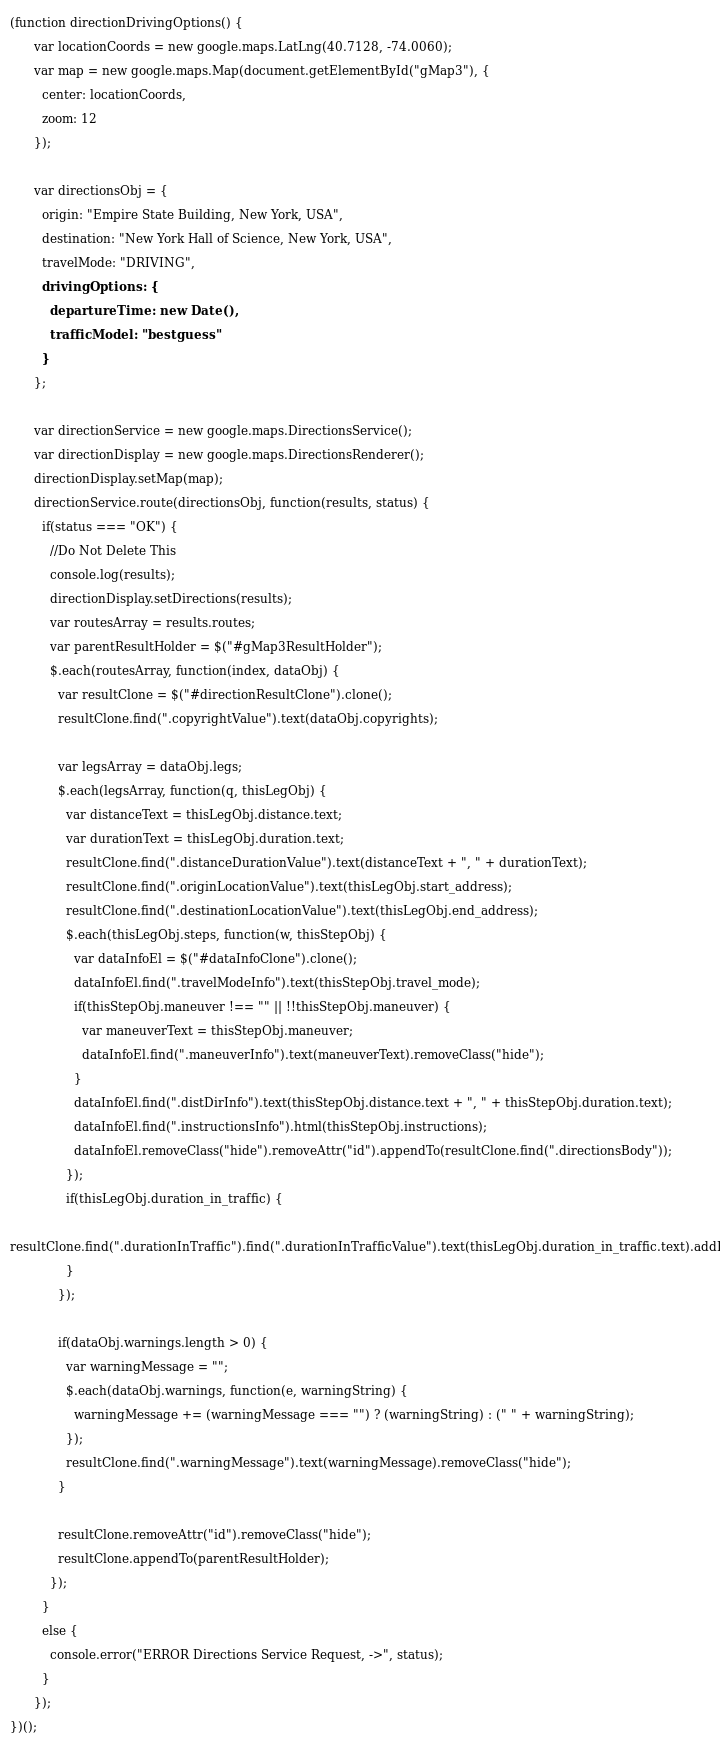 (function directionDrivingOptions() {
var locationCoords = new google.maps.LatLng(40.7128, -74.0060);
var map = new google.maps.Map(document.getElementById("gMap3"), {
center: locationCoords,
zoom: 12
});
var directionsObj = {
origin: "Empire State Building, New York, USA",
destination: "New York Hall of Science, New York, USA",
travelMode: "DRIVING",
drivingOptions: {
departureTime: new Date(),
trafficModel: "bestguess"
}
};
var directionService = new google.maps.DirectionsService();
var directionDisplay = new google.maps.DirectionsRenderer();
directionDisplay.setMap(map);
directionService.route(directionsObj, function(results, status) {
if(status === "OK") {
//Do Not Delete This
console.log(results);
directionDisplay.setDirections(results);
var routesArray = results.routes;
var parentResultHolder = $("#gMap3ResultHolder");
$.each(routesArray, function(index, dataObj) {
var resultClone = $("#directionResultClone").clone();
resultClone.find(".copyrightValue").text(dataObj.copyrights);
var legsArray = dataObj.legs;
$.each(legsArray, function(q, thisLegObj) {
var distanceText = thisLegObj.distance.text;
var durationText = thisLegObj.duration.text;
resultClone.find(".distanceDurationValue").text(distanceText + ", " + durationText);
resultClone.find(".originLocationValue").text(thisLegObj.start_address);
resultClone.find(".destinationLocationValue").text(thisLegObj.end_address);
$.each(thisLegObj.steps, function(w, thisStepObj) {
var dataInfoEl = $("#dataInfoClone").clone();
dataInfoEl.find(".travelModeInfo").text(thisStepObj.travel_mode);
if(thisStepObj.maneuver !== "" || !!thisStepObj.maneuver) {
var maneuverText = thisStepObj.maneuver;
dataInfoEl.find(".maneuverInfo").text(maneuverText).removeClass("hide");
}
dataInfoEl.find(".distDirInfo").text(thisStepObj.distance.text + ", " + thisStepObj.duration.text);
dataInfoEl.find(".instructionsInfo").html(thisStepObj.instructions);
dataInfoEl.removeClass("hide").removeAttr("id").appendTo(resultClone.find(".directionsBody"));
});
if(thisLegObj.duration_in_traffic) {
resultClone.find(".durationInTraffic").find(".durationInTrafficValue").text(thisLegObj.duration_in_traffic.text).add
}
});
if(dataObj.warnings.length > 0) {
var warningMessage = "";
$.each(dataObj.warnings, function(e, warningString) {
warningMessage += (warningMessage === "") ? (warningString) : (" " + warningString);
});
resultClone.find(".warningMessage").text(warningMessage).removeClass("hide");
}
resultClone.removeAttr("id").removeClass("hide");
resultClone.appendTo(parentResultHolder);
});
}
else {
console.error("ERROR Directions Service Request, ->", status);
}
});
})();